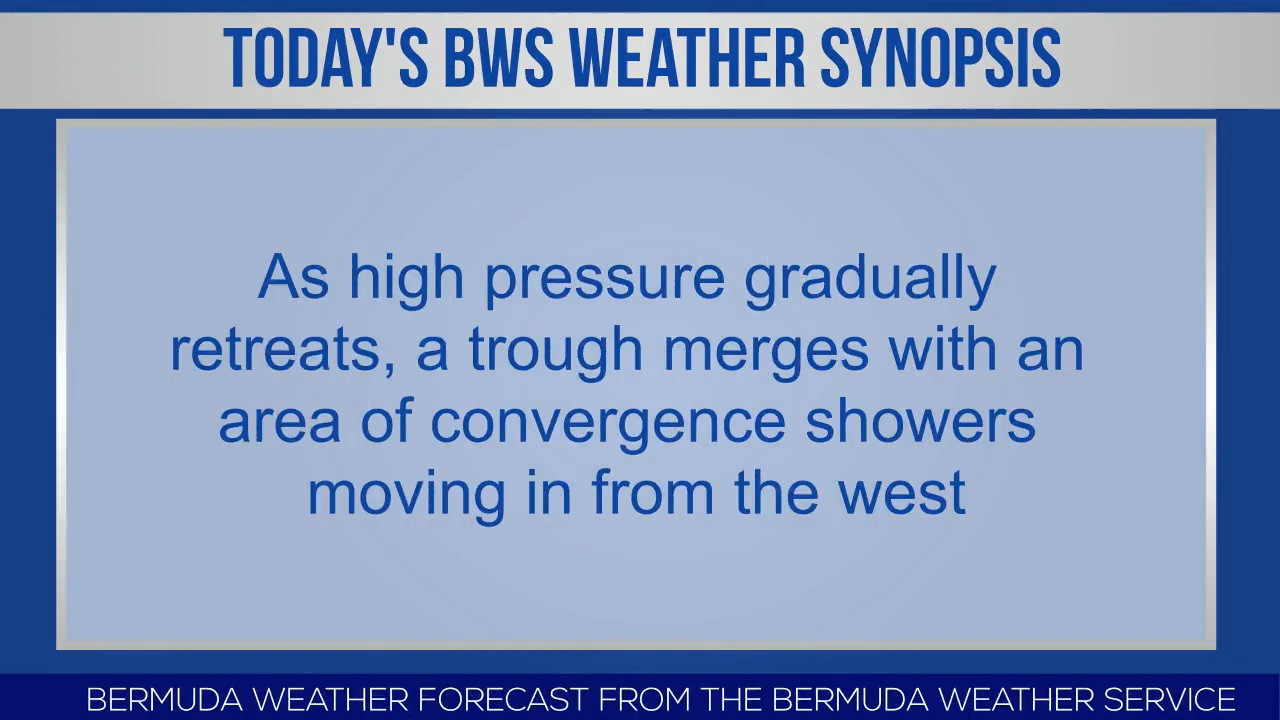 TODAY'S BWS WEATHER SYNOPSIS
As high pressure gradually
retreats, a trough merges with an
area of convergence showers
moving in from the west
BERMUDA WEATHER FORECAST FROM THE BERMUDA WEATHER SERVICE